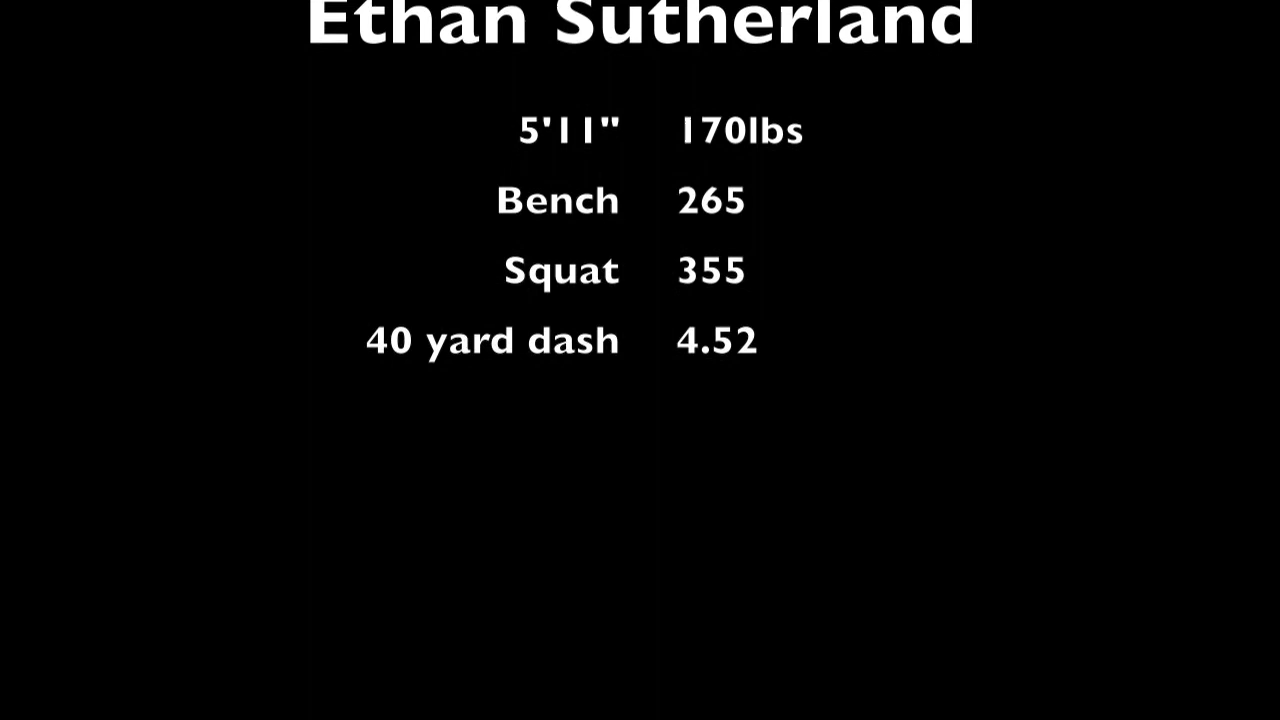 Ethan Sutherland
5'11" 170lbs
Bench 265
Squat 355
40 yard dash 4.52